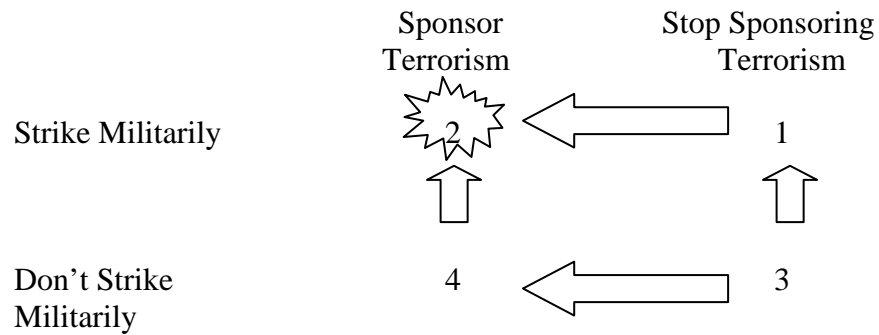 Sponsor
Terrorism
Stop Sponsoring
Terrorism
Strike Militarily
2
1
Don't Strike
Militarily
4
3